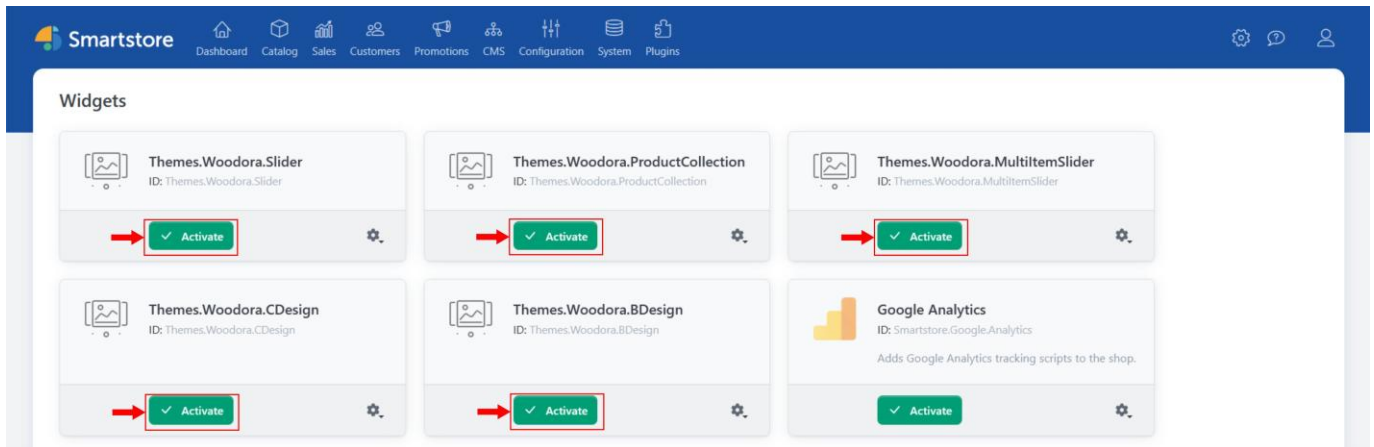 Smartstore
Dashboard Catalog Sales Customers Promotions CMS Configuration System Plugins
Widgets
Themes.Woodora.Slider
ID: Themes.Woodora.Slider
Activate
Themes.Woodora.ProductCollection
ID: Themes.Woodora.ProductCollection
Activate
Themes.Woodora.MultiItemSlider
ID: Themes.Woodora.MultiItemSlider
Activate
Themes.Woodora.CDesign
ID: Themes.Woodora.CDesign
Activate
Themes.Woodora.BDesign
ID: Themes.Woodora.BDesign
Activate
Google Analytics
ID: Smartstore.Google.Analytics
Adds Google Analytics tracking scripts to the shop.
Activate